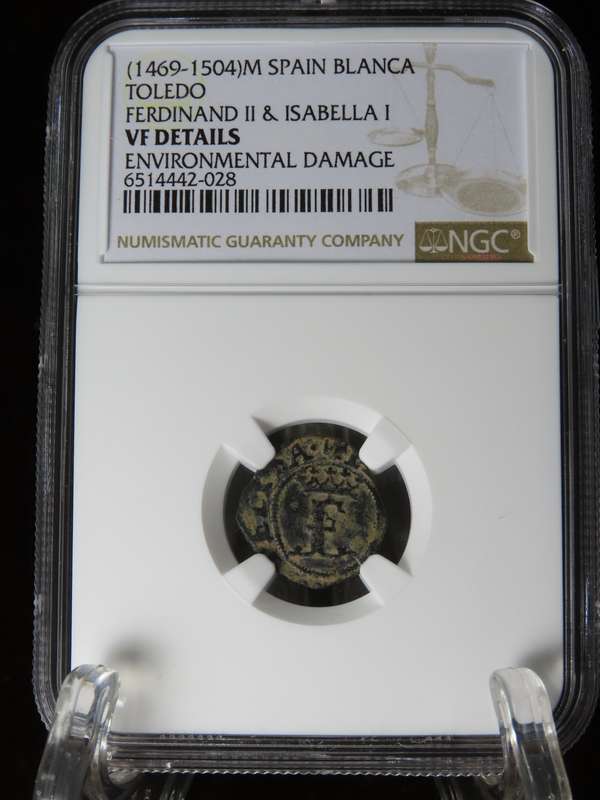 (1469-1504)M SPAIN BLANCA
TOLEDO
FERDINAND II & ISABELLA I
VF DETAILS
ENVIRONMENTAL DAMAGE
6514442-028
NUMISMATIC GUARANTY COMPANY
NGC®
F